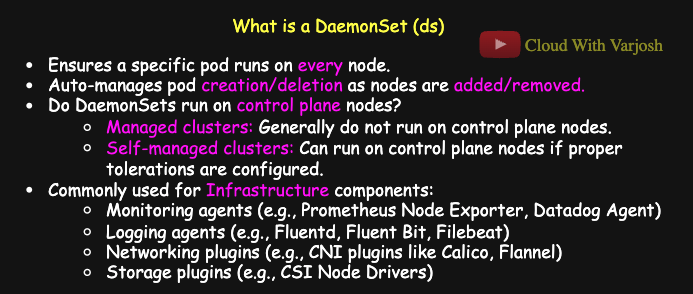 What is a DaemonSet (ds)
Cloud With Varjosh
• Ensures a specific pod runs on every node.
• Auto-manages pod creation/deletion as nodes are added/removed.
• Do DaemonSets run on control plane nodes?
○ Managed clusters: Generally do not run on control plane nodes.
○ Self-managed clusters: Can run on control plane nodes if proper
tolerations are configured.
• Commonly used for Infrastructure components:
○ Monitoring agents (e.g., Prometheus Node Exporter, Datadog Agent)
○ Logging agents (e.g., Fluentd, Fluent Bit, Filebeat)
○ Networking plugins (e.g., CNI plugins like Calico, Flannel)
○ Storage plugins (e.g., CSI Node Drivers)